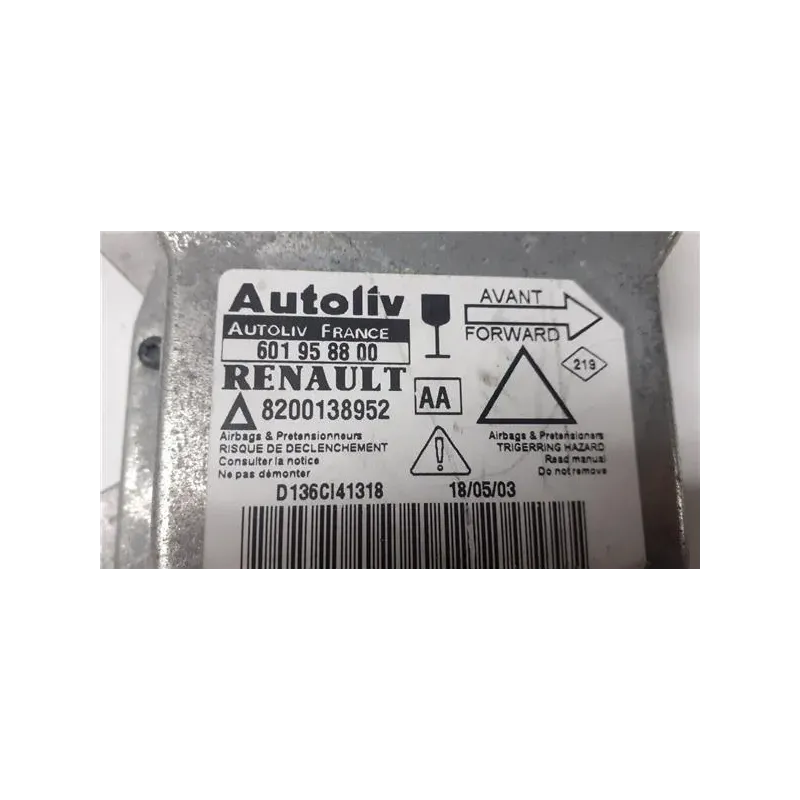 Autoliv
AUTOLIV FRANCE
601 95 88 00
RENAULT
8200138952
AA
AVANT
FORWARD
219
Airbags & Pretensionneurs
RISQUE DE DECLENCHEMENT
Consulter la notice
Ne pas démonter
Airbags & Pretensioners
TRIGERRING HAZARD
Read manual
Do not remove
D136CI41318
18/05/03